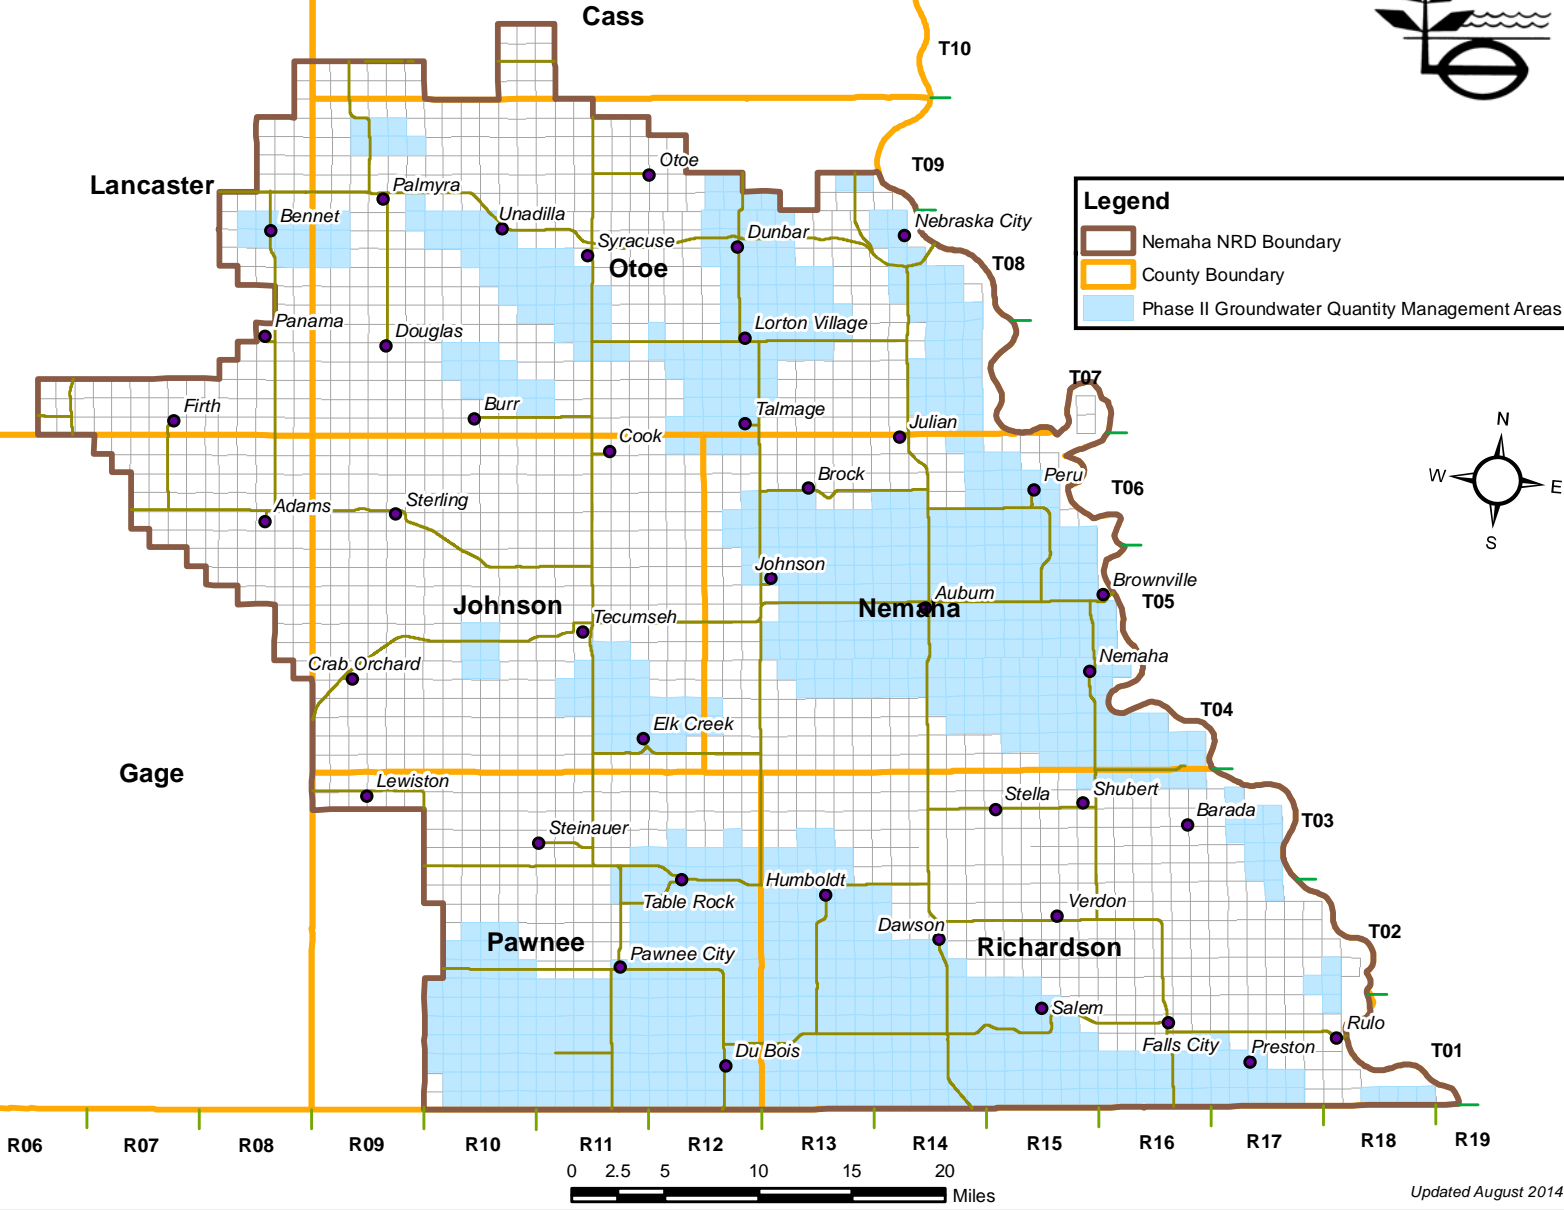 Cass
T10
T09
Otoe
Lancaster
Palmyra
Legend
Bennet
Unadilla
Nebraska City
Nemaha NRD Boundary
Syracuse
Dunbar
Otoe
T08
County Boundary
Phase II Groundwater Quantity Management Areas
Panama
Douglas
Lorton Village
T07
Firth
Burr
Talmage
Julian
N
Cook
Brock
Peru
W
E
T06
Adams
Sterling
S
Johnson
Brownville
Auburn
T05
Johnson
Nemaha
Tecumseh
Crab Orchard
Nemaha
T04
Elk Creek
Gage
Lewiston
Stella
Shubert
Barada
T03
Steinauer
Humboldt
Table Rock
Verdon
Dawson
T02
Pawnee
Richardson
Pawnee City
Salem
Rulo
Falls City
Preston
T01
Du Bois
R06
R07
R08
R09
R10
R11
R12
R13
R14
R15
R16
R17
R18
R19
0 2.5 5 10 15 20
Miles
Updated August 2014